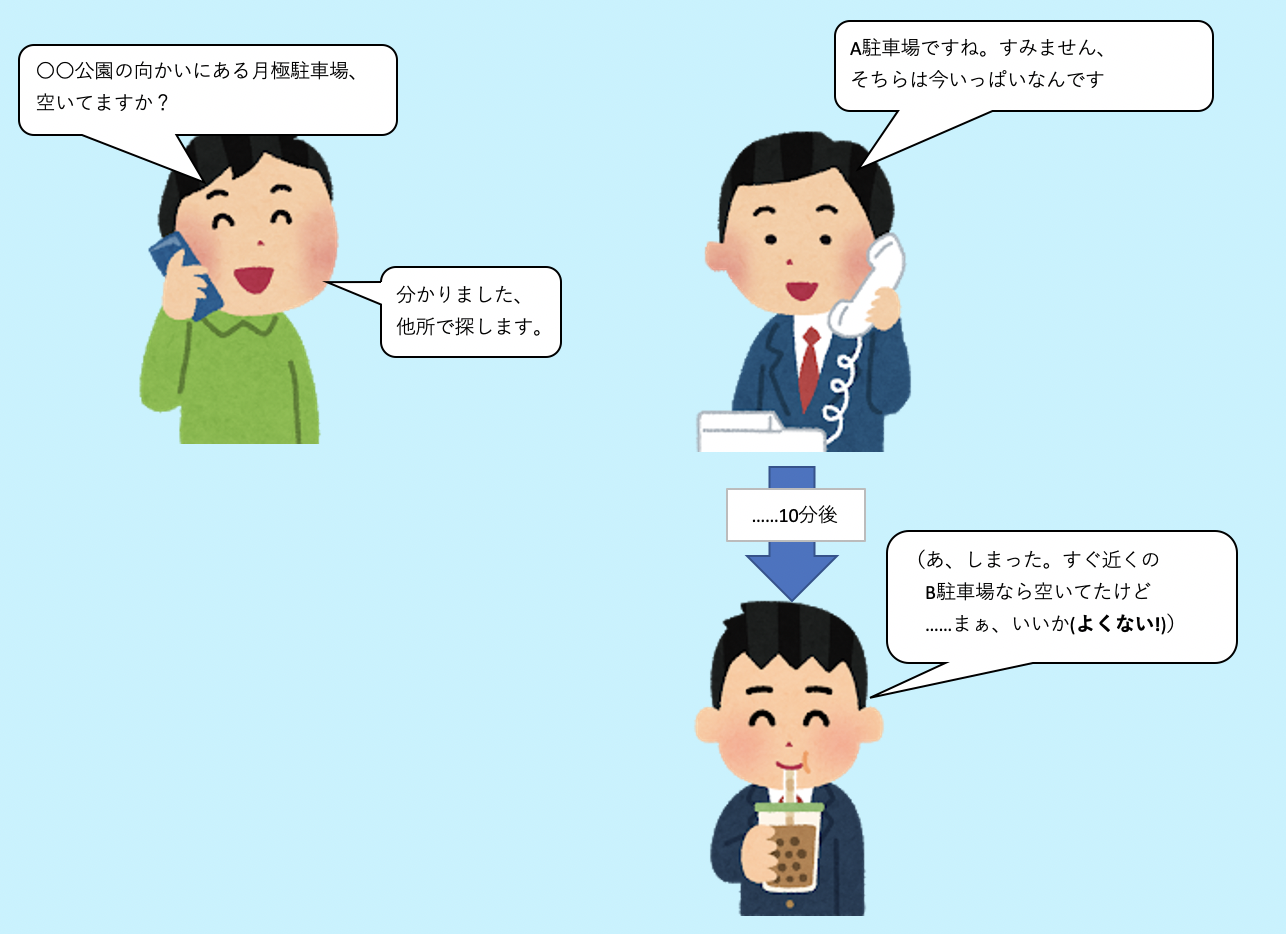 〇〇公園の向かいにある月極駐車場、
空いてますか？
A駐車場ですね。すみません、
そちらは今いっぱいなんです
分かりました、
他所で探します。
……10分後
（あ、しまった。すぐ近くの
B駐車場なら空いてたけど
……まぁ、いいか(よくない!)）